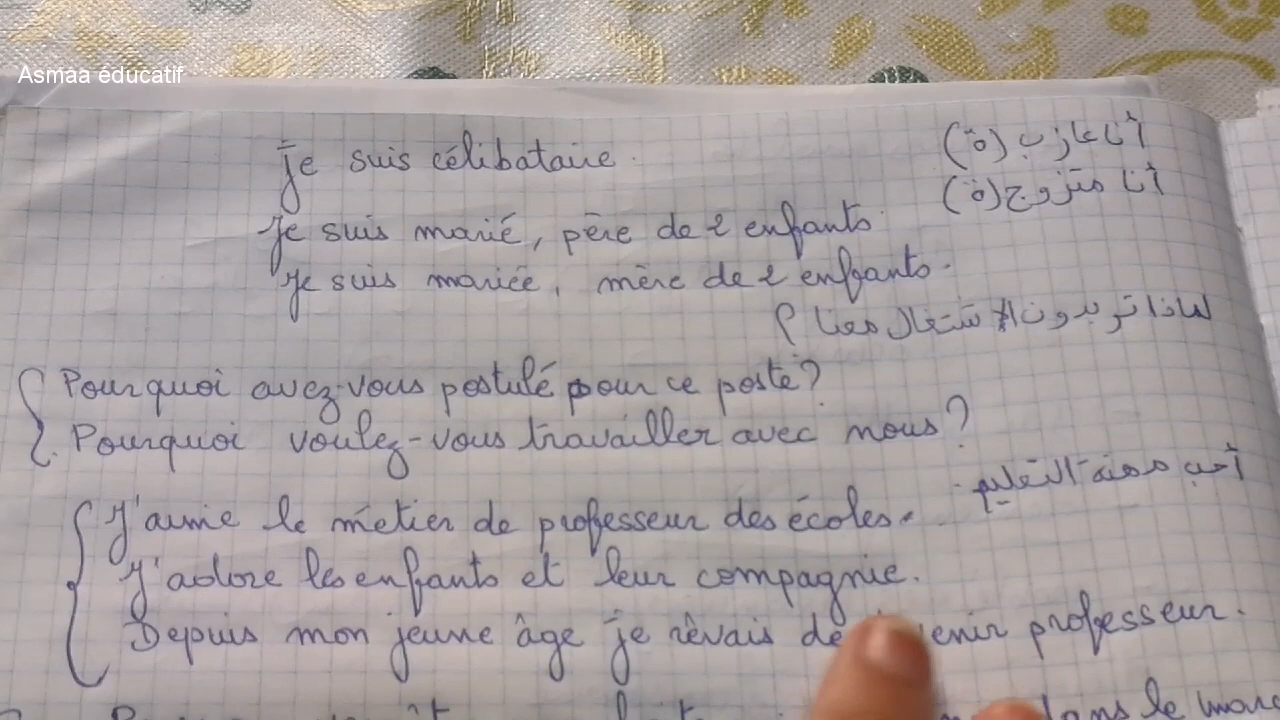 Asmaa éducatif
je suis célibataire. أنا عازب (ة)
Je suis marié, père de 2 enfants. أنا متزوج (ة)
Je suis mariée, mère de 2 enfants.
لماذا تريدون الاشتغال معنا ؟
Pourquoi avez-vous postulé pour ce poste?
Pourquoi voulez-vous travailler avec nous?
أحب مهنة التعليم.
J'aime le métier de professeur des écoles.
J'adore les enfants et leur compagnie.
Depuis mon jeune âge je rêvais professeur.
dans le